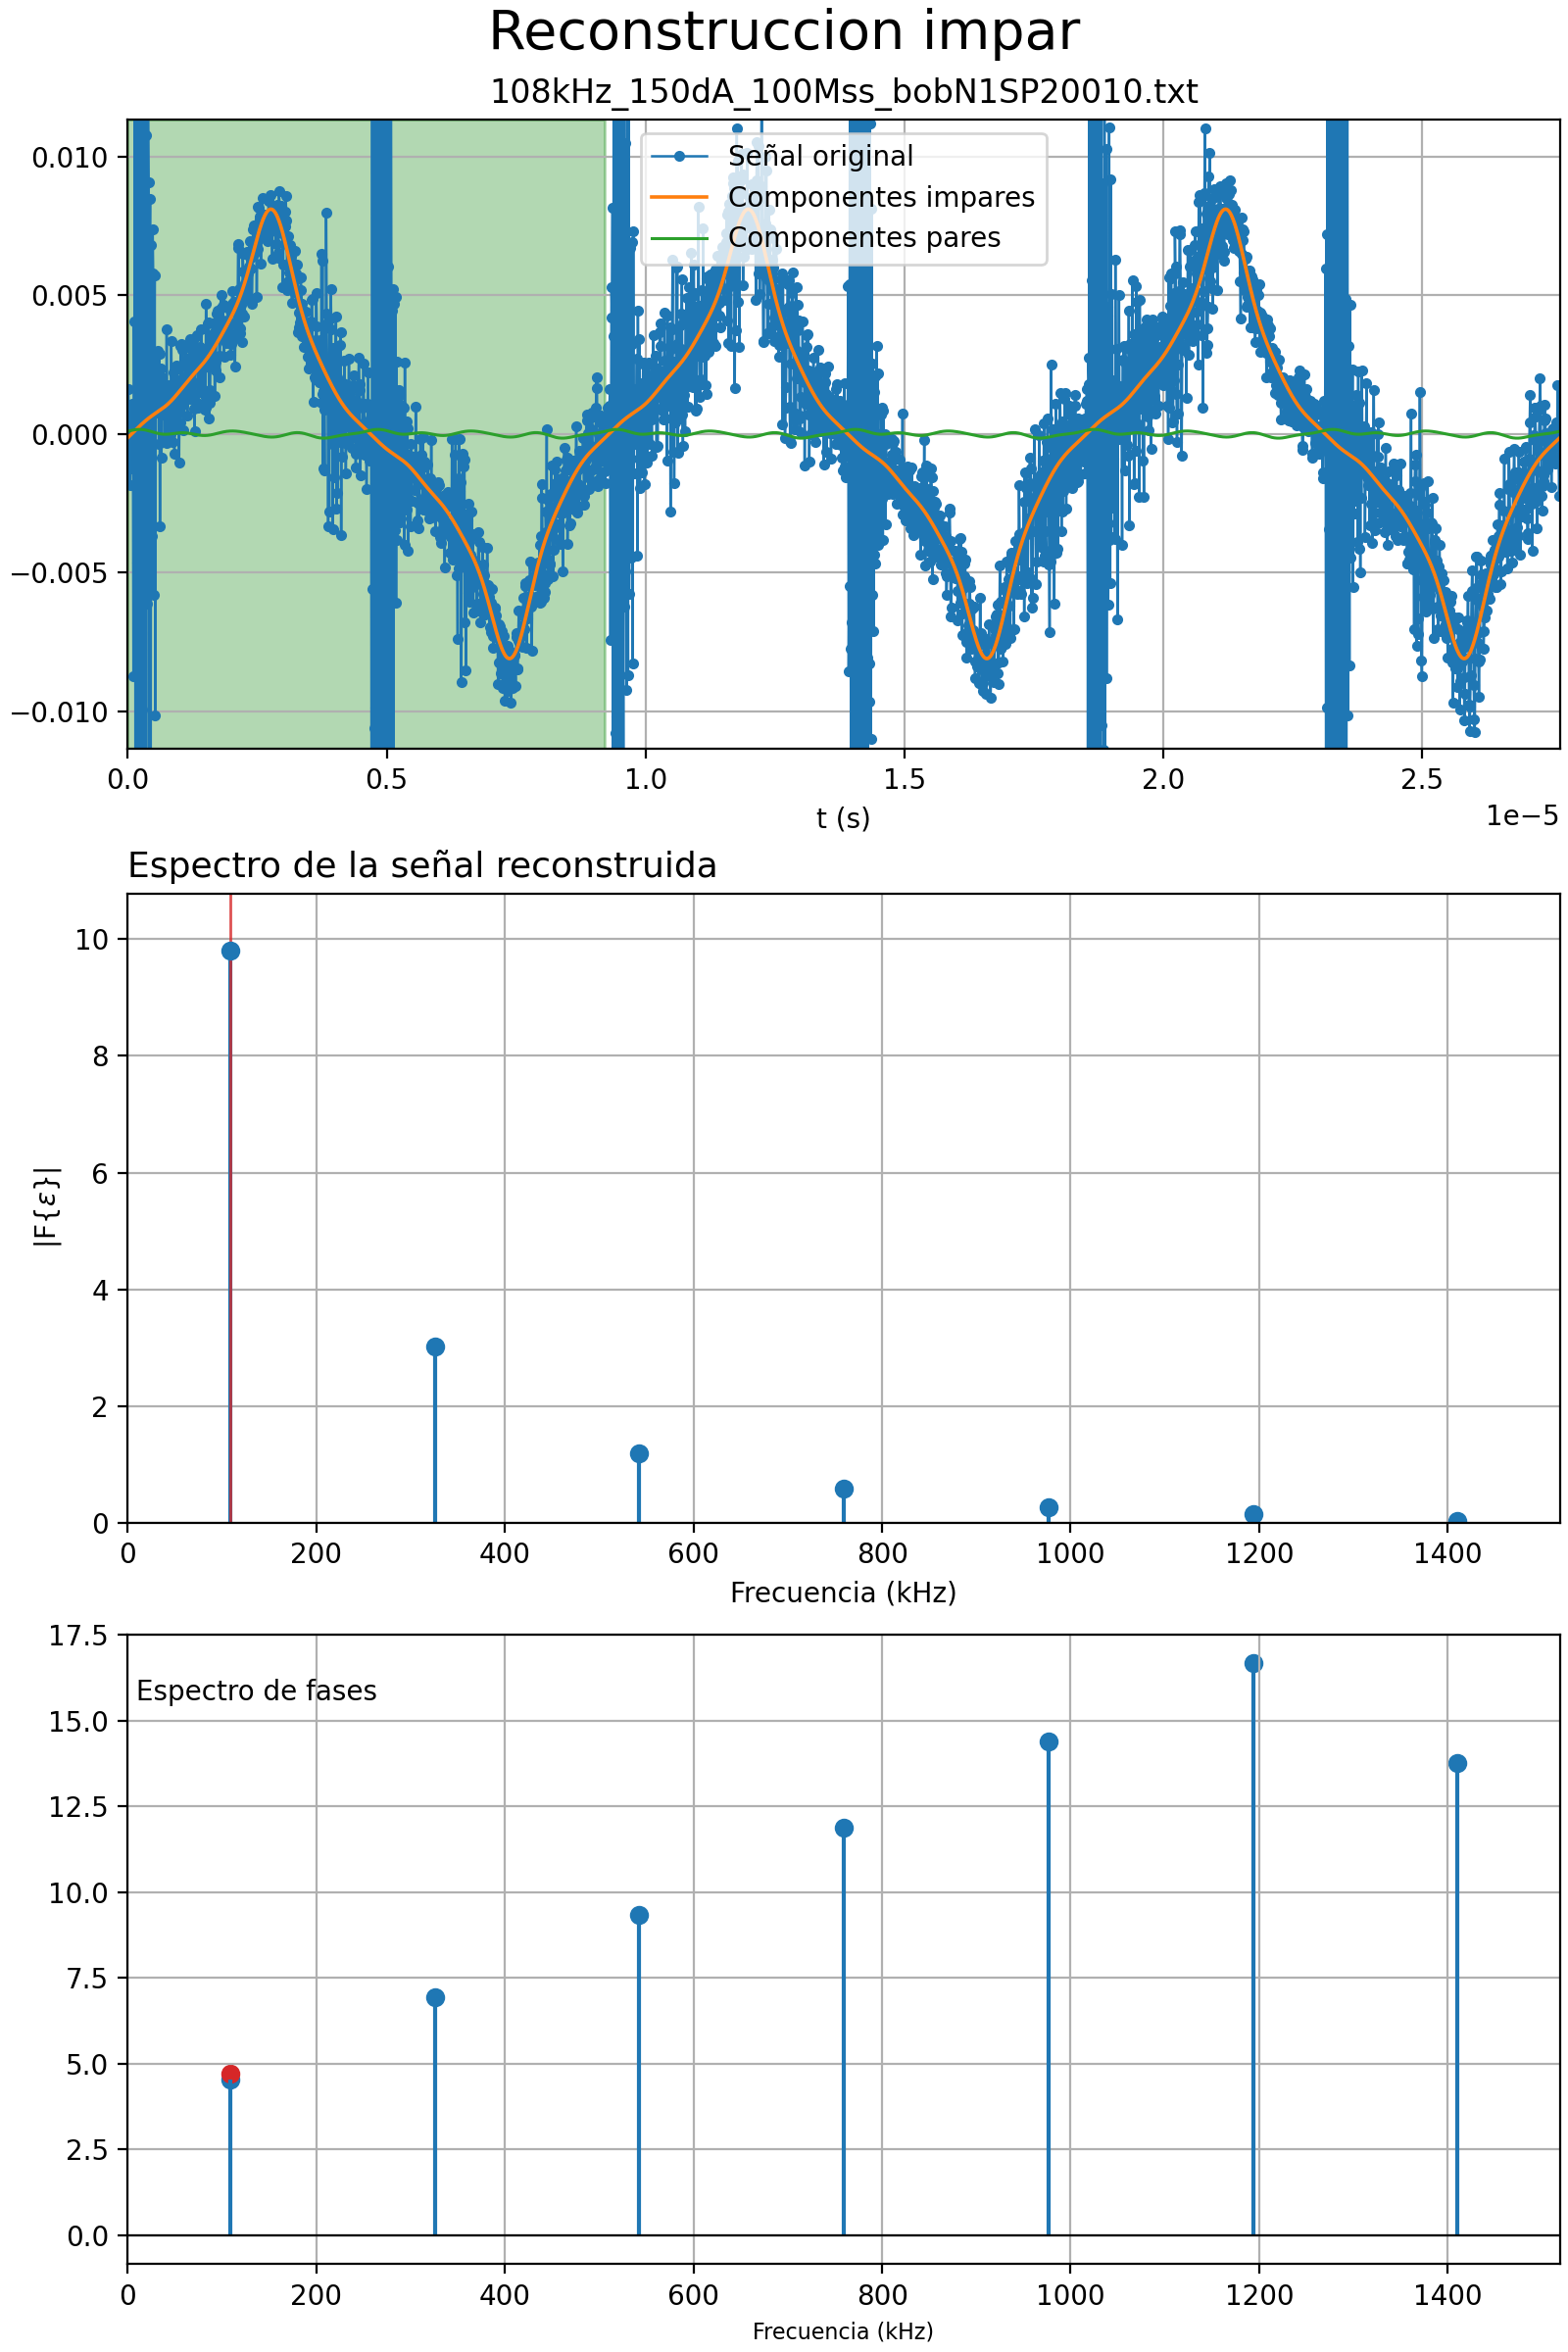 Reconstruccion impar
108kHz_150dA_100Mss_bobN1SP20010.txt
0.010
0.005
0.000
−0.005
−0.010
Señal original
Componentes impares
Componentes pares
0.0 0.5 1.0 1.5 2.0 2.5
t (s)
1e−5
Espectro de la señal reconstruida
10
8
6
4
2
0
|F{ε}|
0 200 400 600 800 1000 1200 1400
Frecuencia (kHz)
17.5
15.0
12.5
10.0
7.5
5.0
2.5
0.0
Espectro de fases
0 200 400 600 800 1000 1200 1400
Frecuencia (kHz)